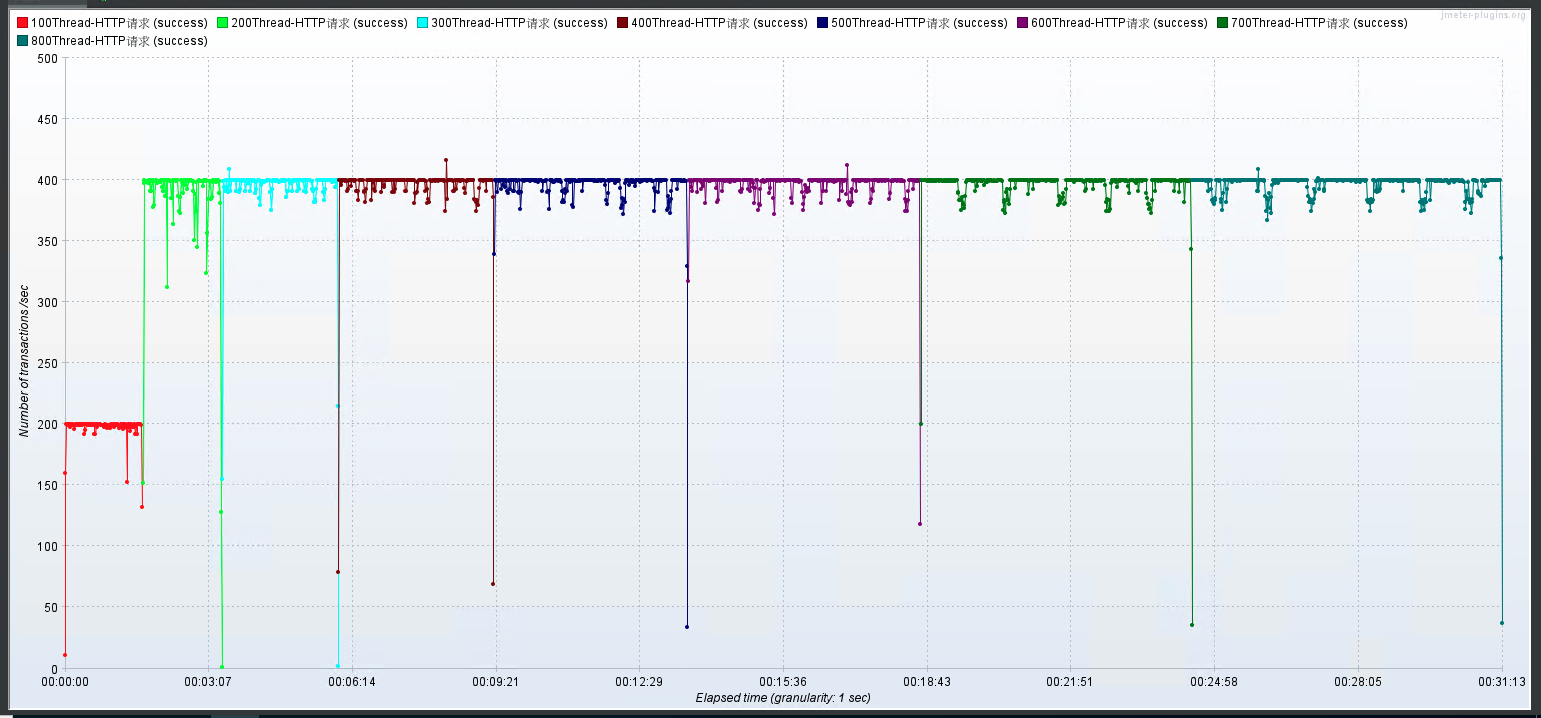 jmeter-plugins.org
100Thread-HTTP请求 (success) 200Thread-HTTP请求 (success) 300Thread-HTTP请求 (success) 400Thread-HTTP请求 (success) 500Thread-HTTP请求 (success) 600Thread-HTTP请求 (success) 700Thread-HTTP请求 (success)
800Thread-HTTP请求 (success)
500
450
400
350
300
250
200
150
100
50
0
Number of transactions /sec
00:00:00 00:03:07 00:06:14 00:09:21 00:12:29 00:15:36 00:18:43 00:21:51 00:24:58 00:28:05 00:31:13
Elapsed time (granularity: 1 sec)